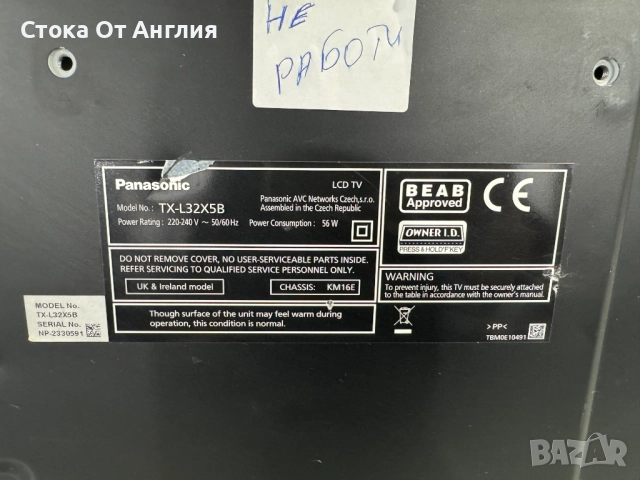 Стока От Англия
НЕ
РАБОТИ
Panasonic
LCD TV
Model No.: TX-L32X5B
Panasonic AVC Networks Czech,s.r.o.
Assembled in the Czech Republic
Power Rating : 220-240 V ~ 50/60 Hz
Power Consumption : 56 W
DO NOT REMOVE COVER, NO USER-SERVICEABLE PARTS INSIDE.
REFER SERVICING TO QUALIFIED SERVICE PERSONNEL ONLY.
UK & Ireland model
CHASSIS: KM16E
Though surface of the unit may feel warm during
operation, this condition is normal.
BEAB
Approved
CE
OWNER I.D.
PRESS & HOLD'F'KEY
WARNING
To prevent injury, this TV must be securely attached
to the table in accordance with the owner's manual.
>PP<
TBM0E10491
MODEL No.
TX-L32X5B
SERIAL No.
NP-2330591
BAZAR